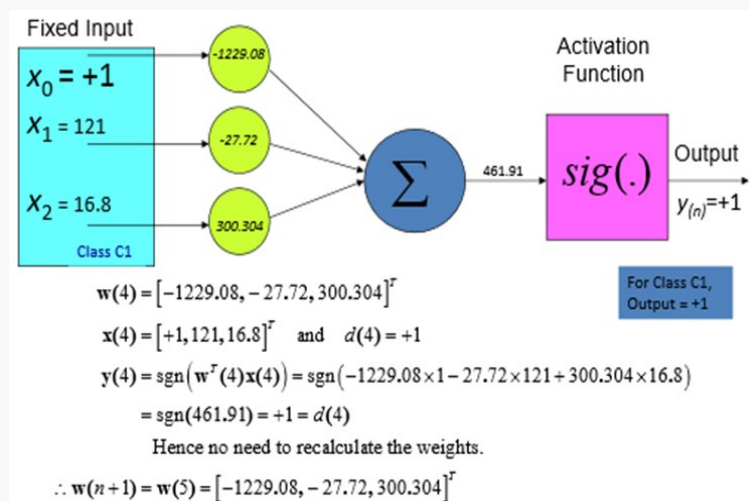 Fixed Input
x₀ = +1
x₁ = 121
x₂ = 16.8
Class C1
-1229.08
-27.72
300.304
Σ
461.91
Activation
Function
sig(.)
Output
y(n)=+1
For Class C1,
Output = +1
w(4) = [−1229.08, − 27.72, 300.304]ᵀ
x(4) = [+1, 121, 16.8]ᵀ and d(4) = +1
y(4) = sgn(wᵀ(4)x(4)) = sgn(−1229.08×1−27.72×121+300.304×16.8)
= sgn(461.91) = +1 = d(4)
Hence no need to recalculate the weights.
∴ w(n+1) = w(5) = [−1229.08, − 27.72, 300.304]ᵀ